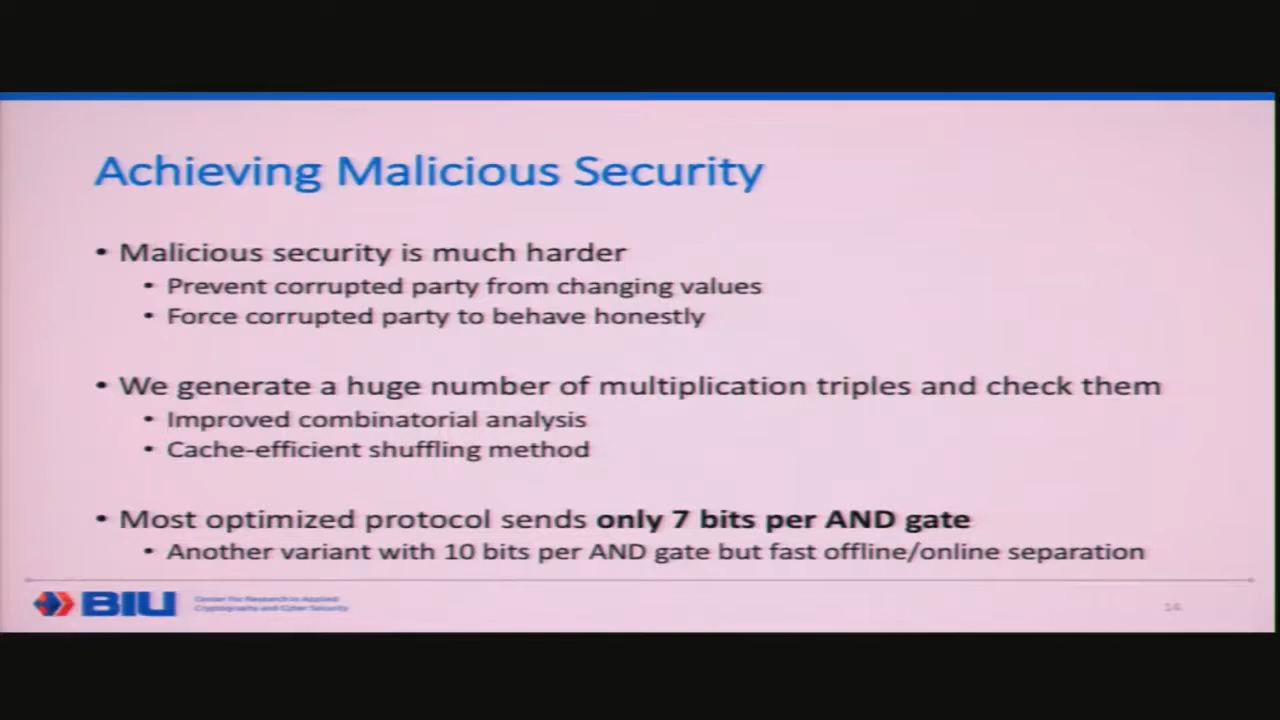 Achieving Malicious Security
• Malicious security is much harder
• Prevent corrupted party from changing values
• Force corrupted party to behave honestly
• We generate a huge number of multiplication triples and check them
• Improved combinatorial analysis
• Cache-efficient shuffling method
• Most optimized protocol sends only 7 bits per AND gate
• Another variant with 10 bits per AND gate but fast offline/online separation
BIU
Center for Research in Applied
Cryptography and Cyber Security